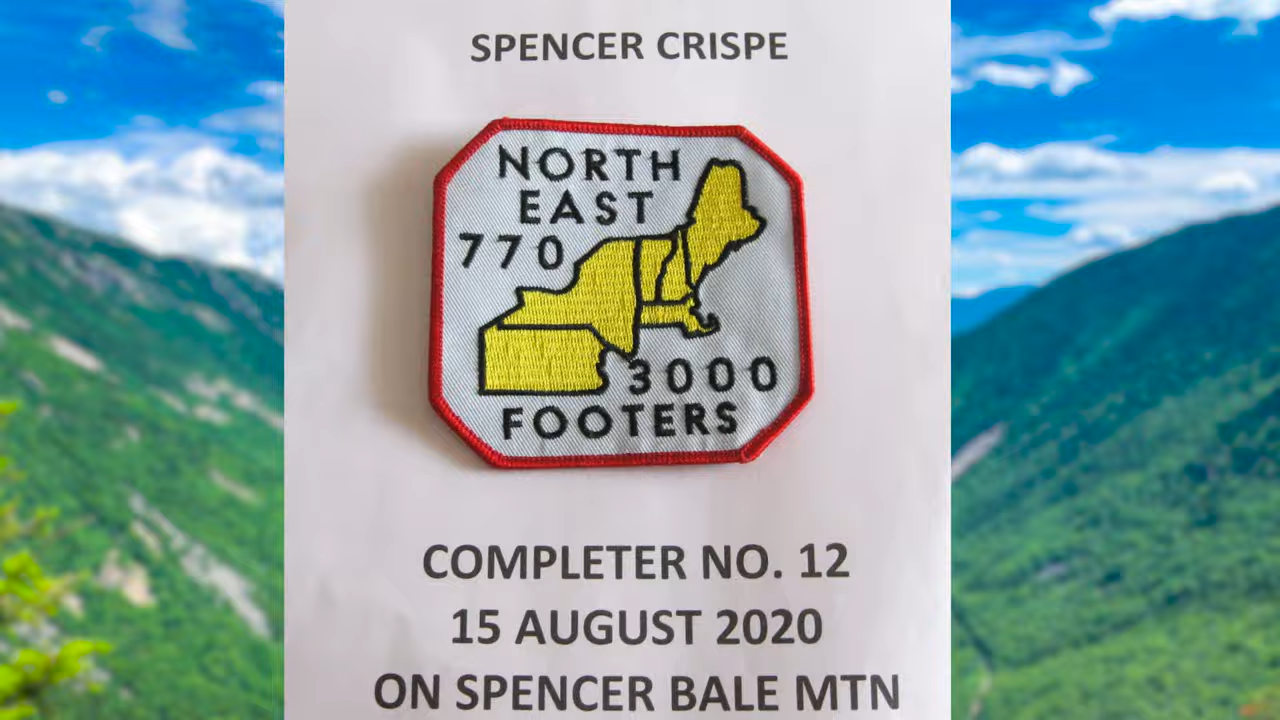 SPENCER CRISPE
NORTH
EAST
770
3000
FOOTERS
COMPLETER NO. 12
15 AUGUST 2020
ON SPENCER BALE MTN